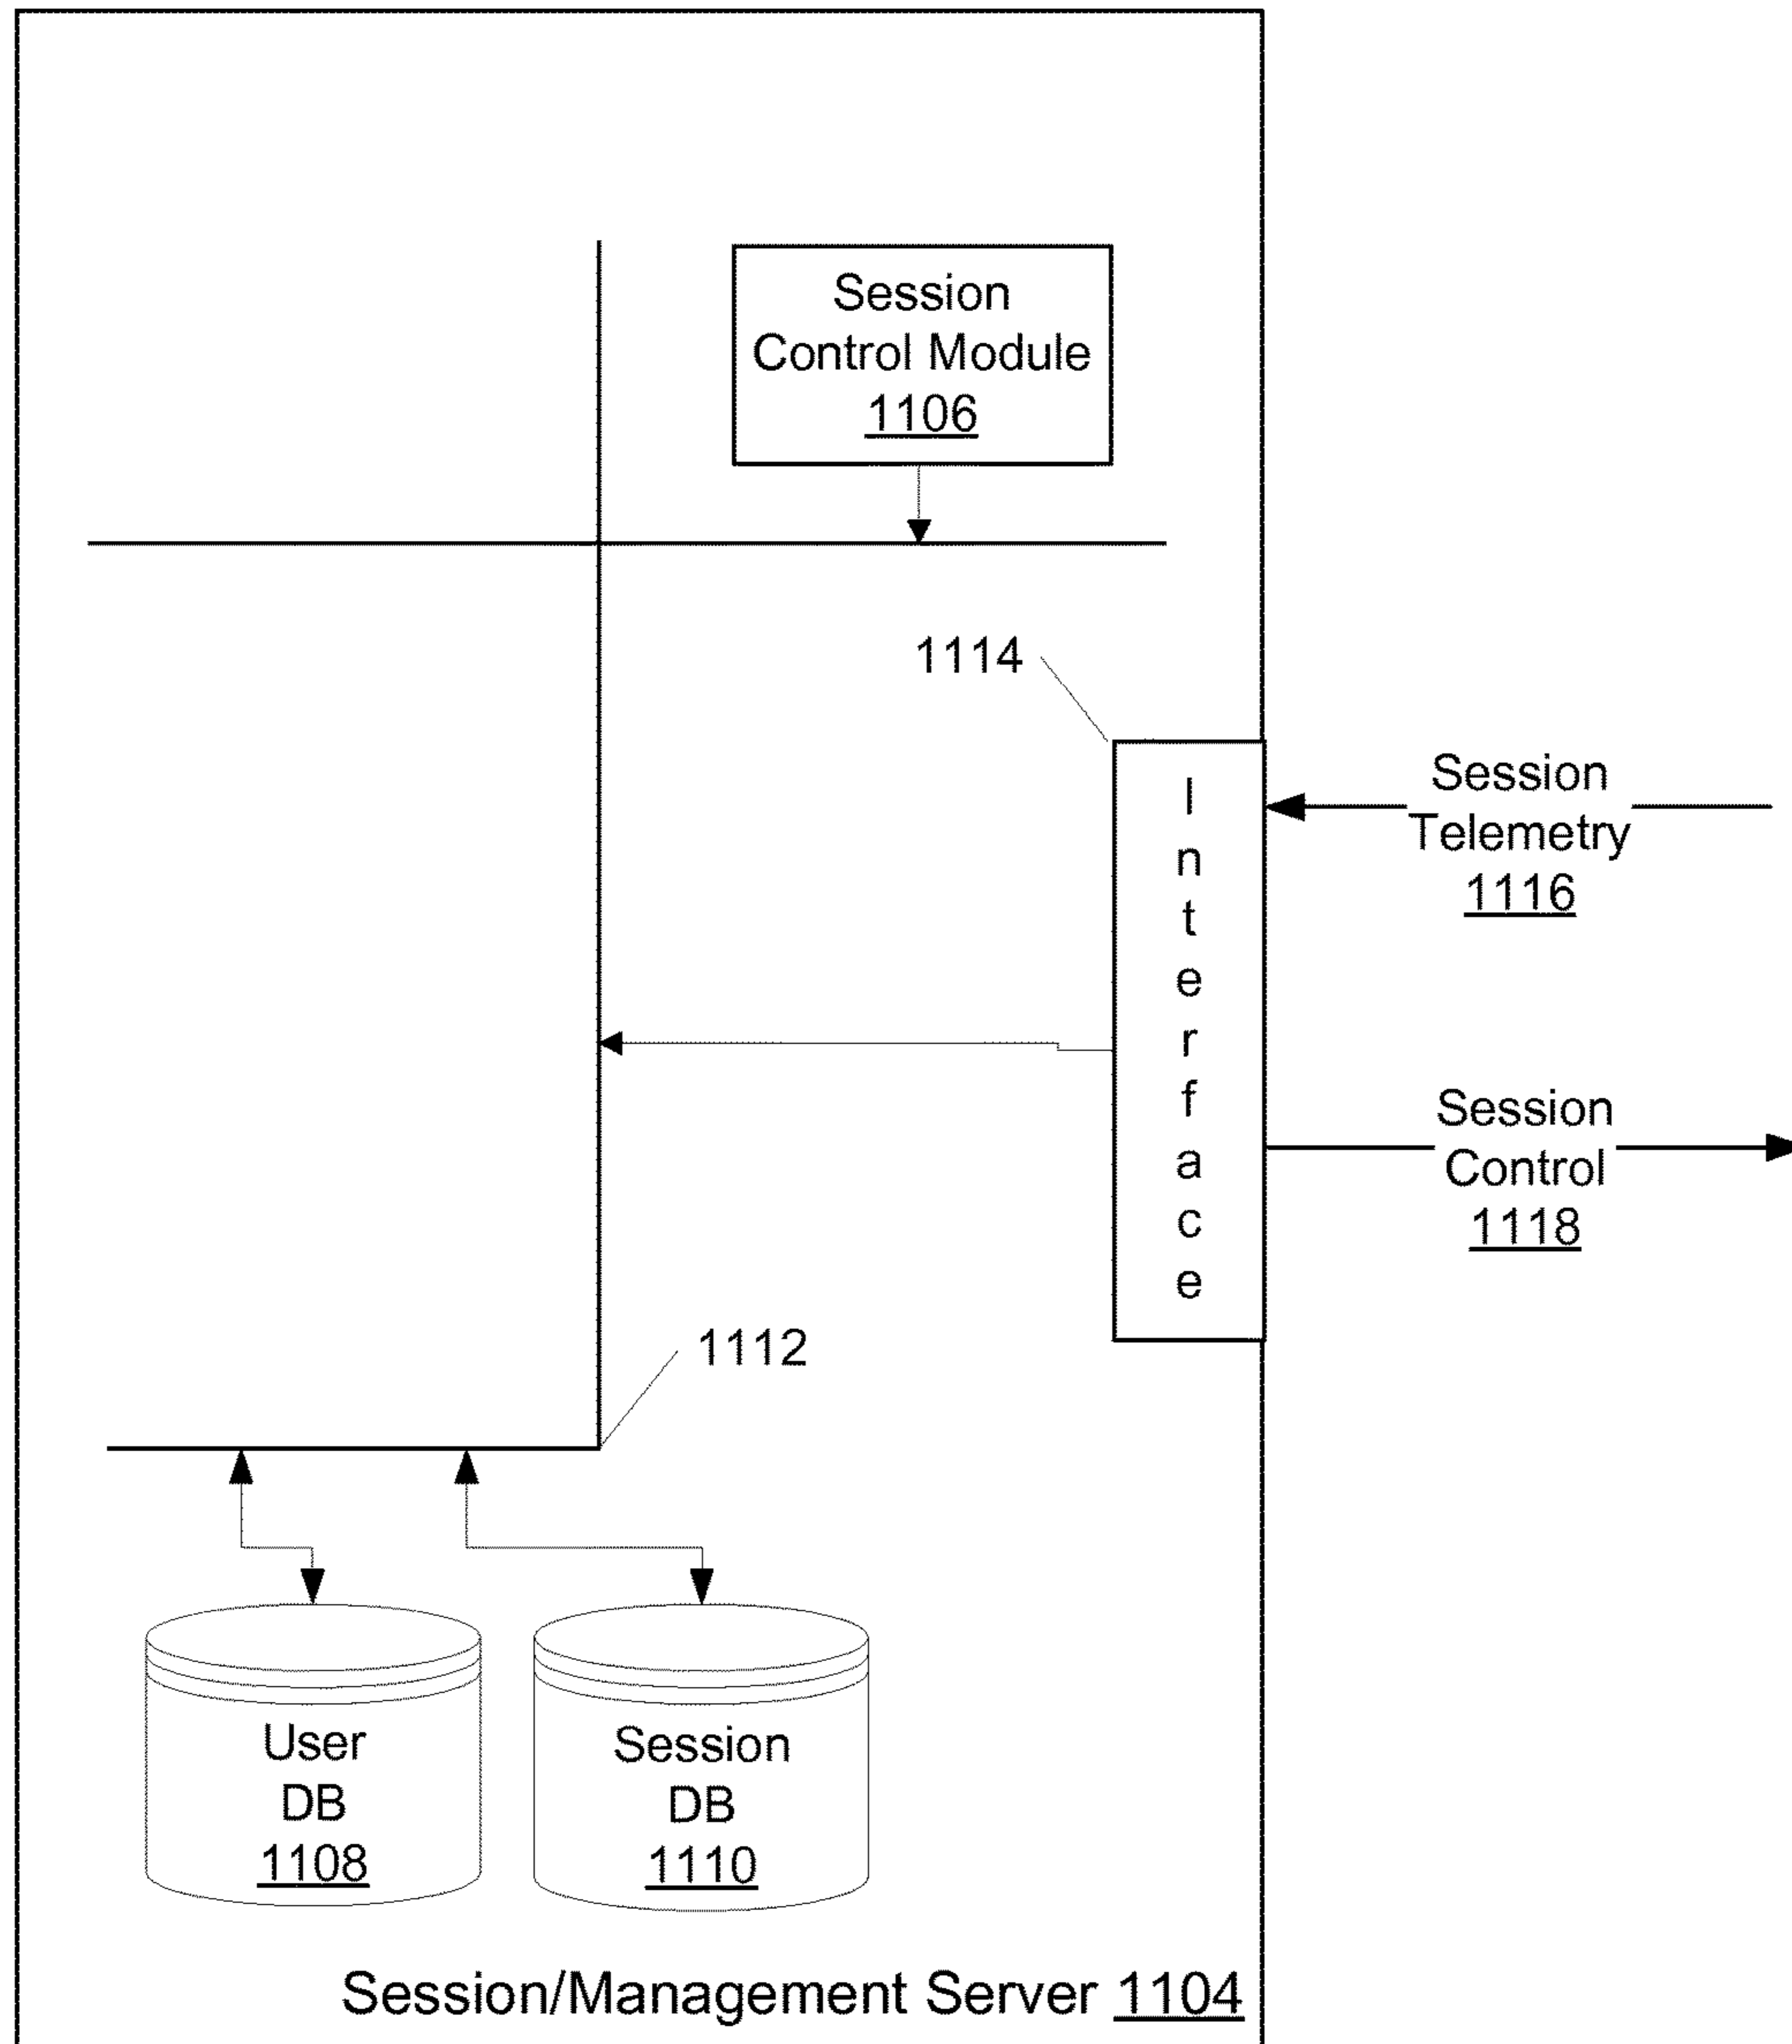 Session
Control Module
1106
1114
Interface
Session
Telemetry
1116
Session
Control
1118
1112
User
DB
1108
Session
DB
1110
Session/Management Server 1104